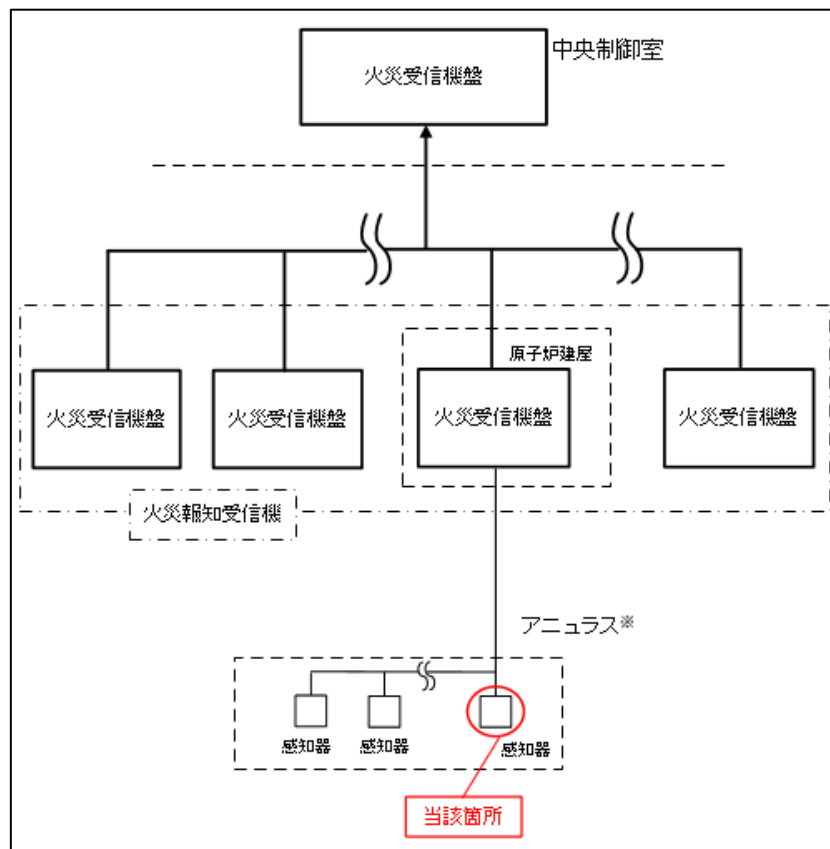 中央制御室
火災受信機盤
原子炉建屋
火災受信機盤
火災受信機盤
火災受信機盤
火災受信機盤
火災報知受信機
アニュラス※
感知器
感知器
感知器
当該箇所